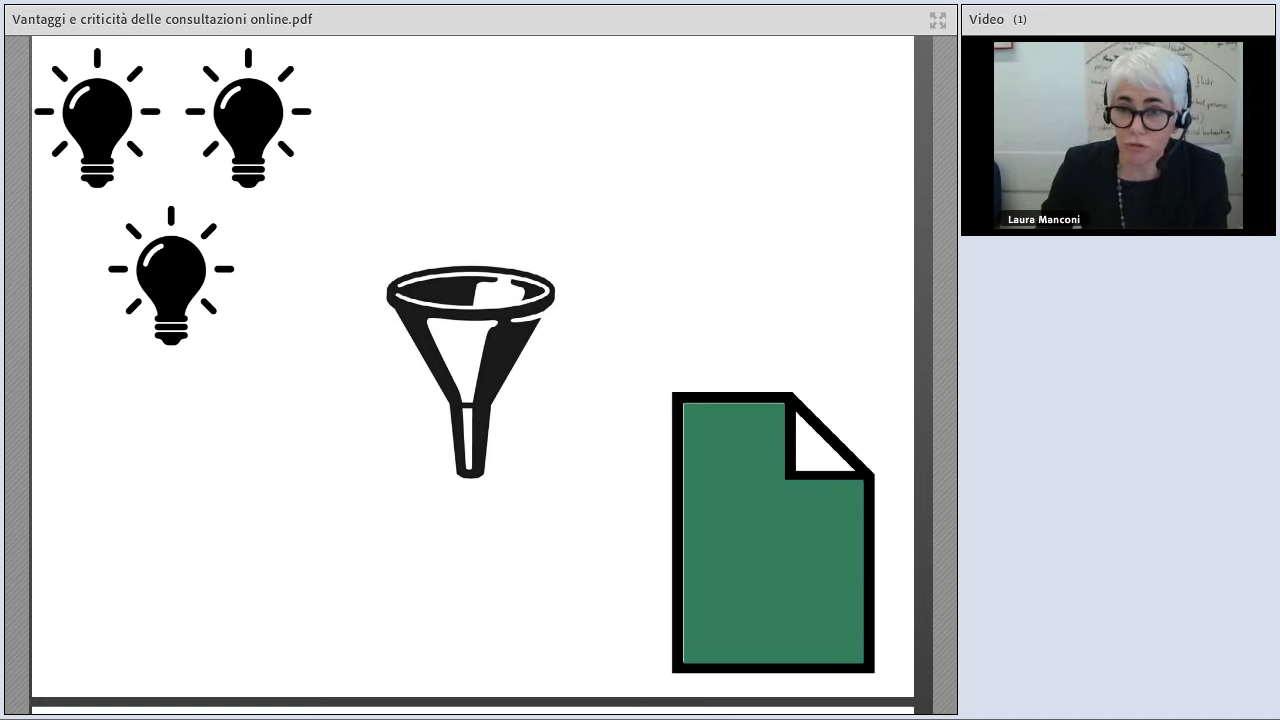 Vantaggi e criticità delle consultazioni online.pdf
Video (1)
Laura Manconi